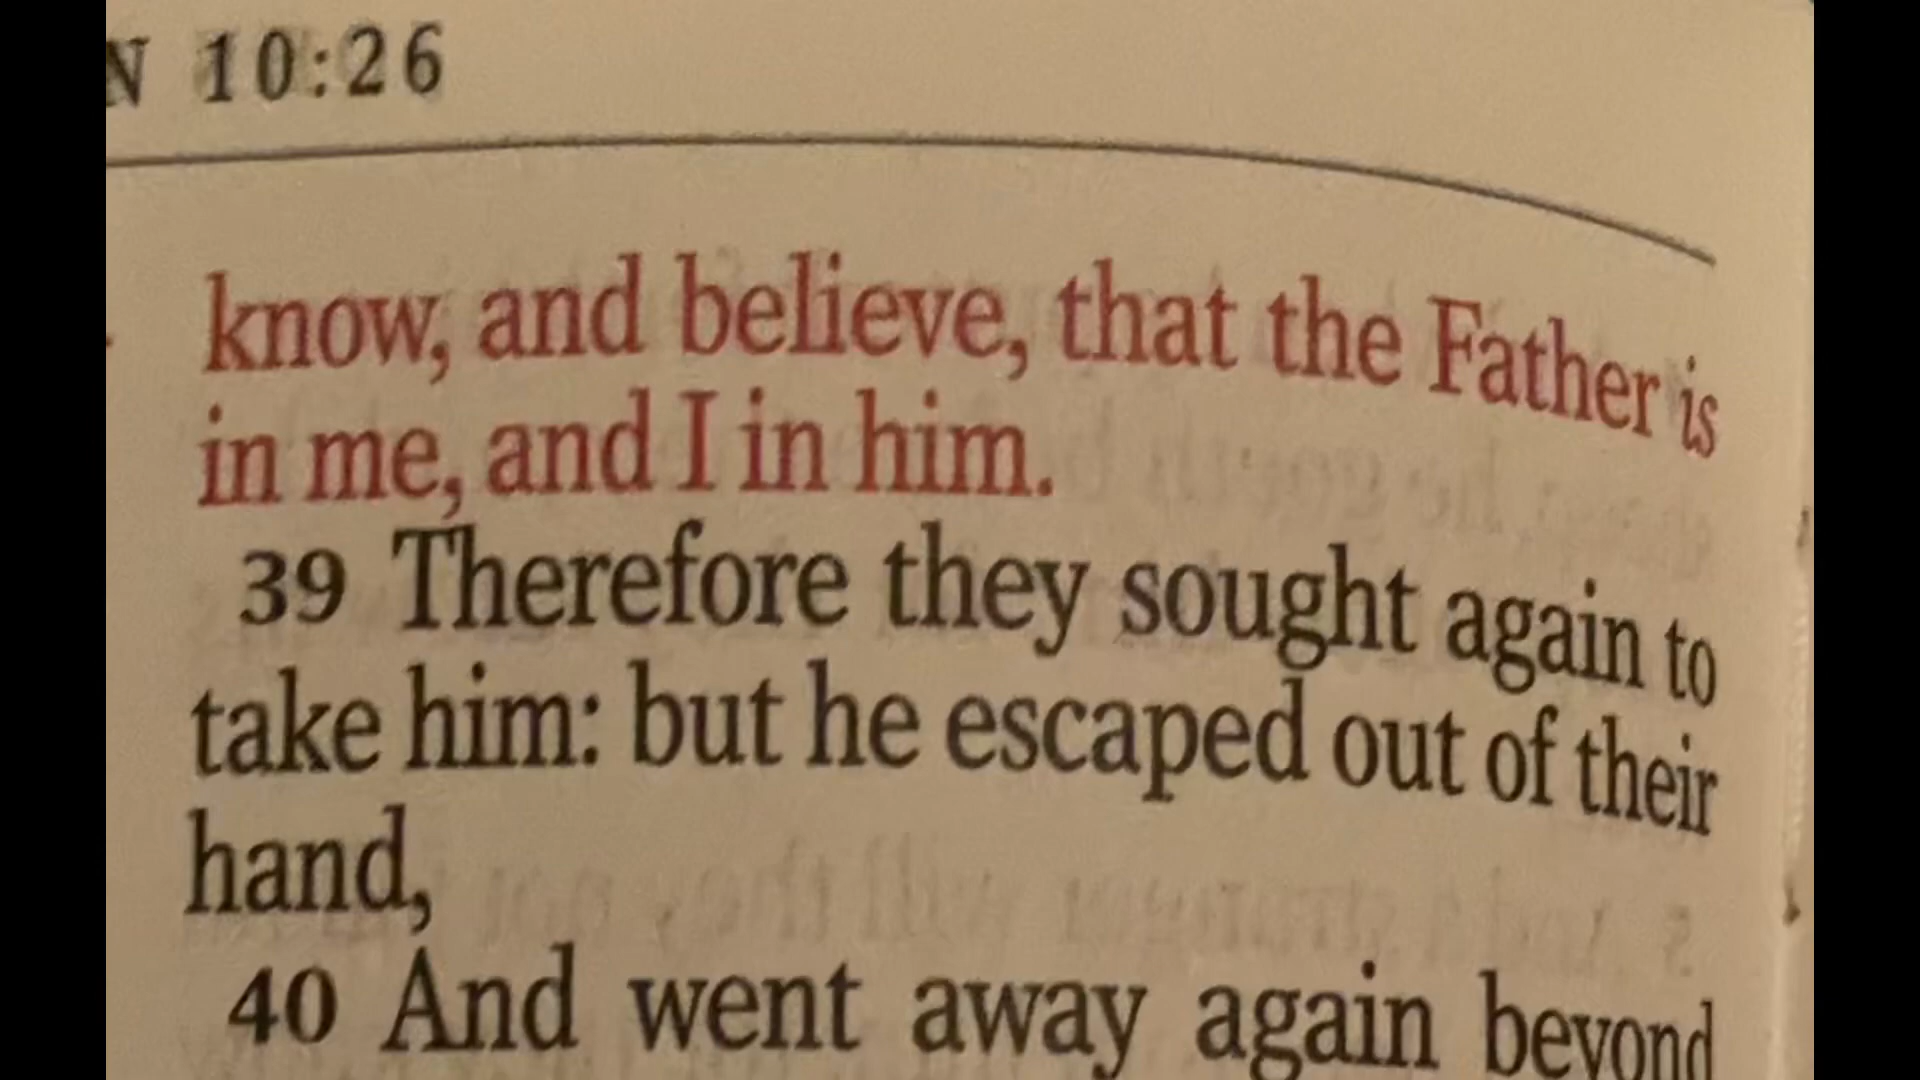 N 10:26
know, and believe, that the Father is
in me, and I in him.
39 Therefore they sought again to
take him: but he escaped out of their
hand,
40 And went away again beyond